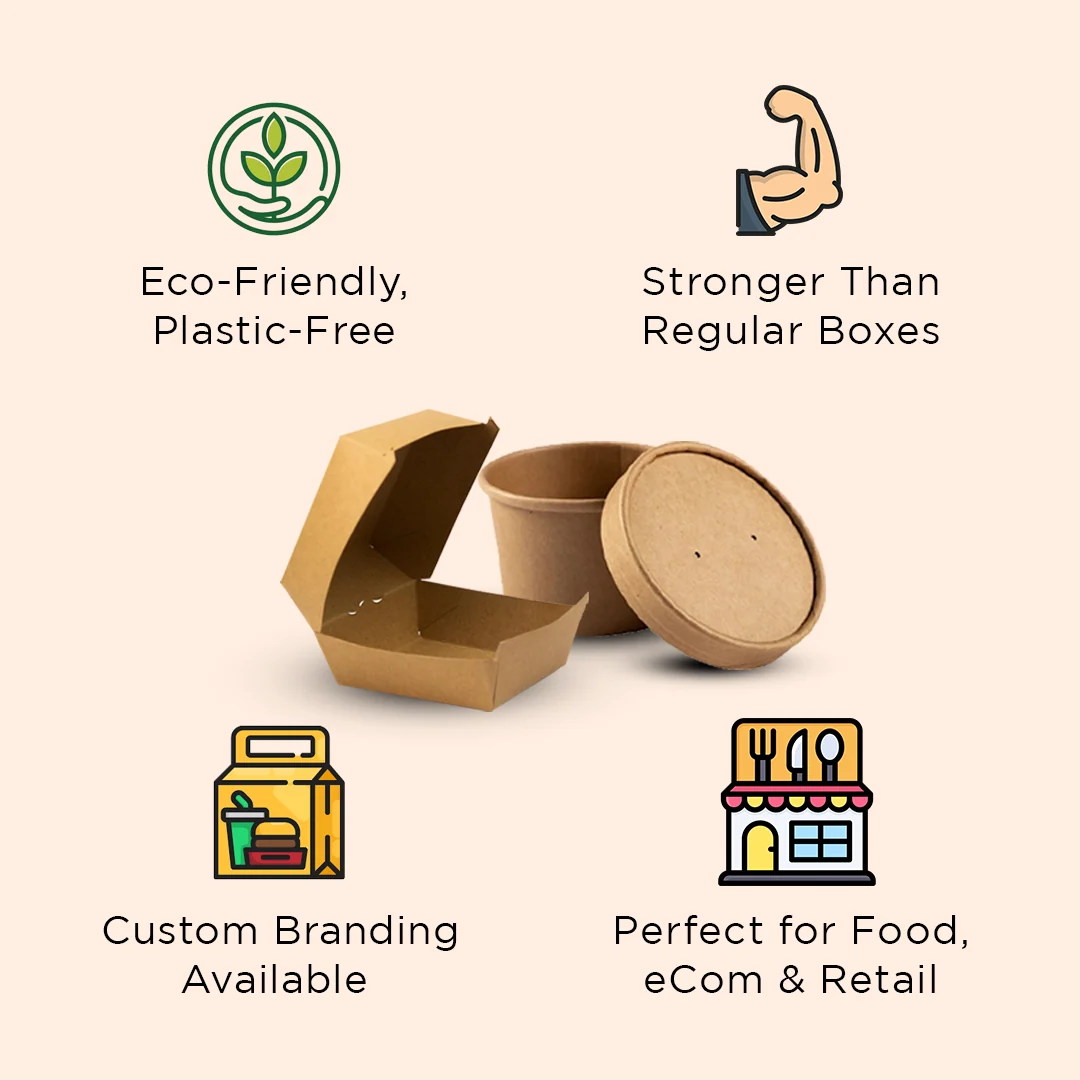 Eco-Friendly,
Plastic-Free
Stronger Than
Regular Boxes
Custom Branding
Available
Perfect for Food,
eCom & Retail